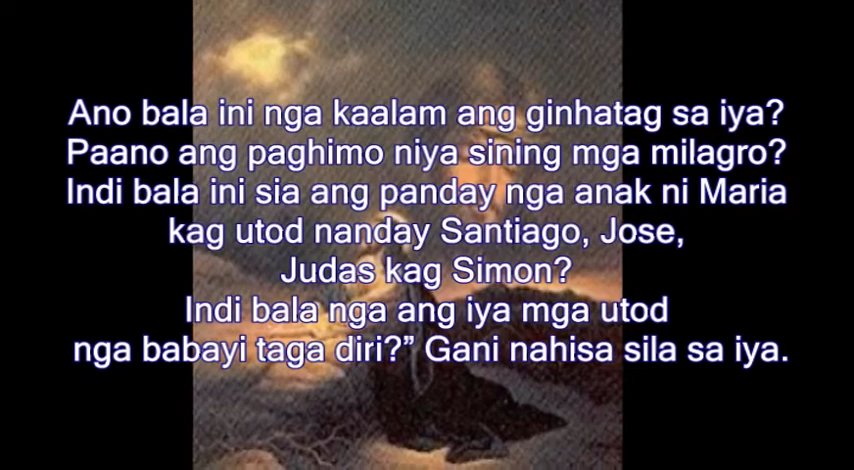 Ano bala ini nga kaalam ang ginhatag sa iya?
Paano ang paghimo niya sining mga milagro?
Indi bala ini sia ang panday nga anak ni Maria
kag utod nanday Santiago, Jose,
Judas kag Simon?
Indi bala nga ang iya mga utod
nga babayi taga diri?” Gani nahisa sila sa iya.